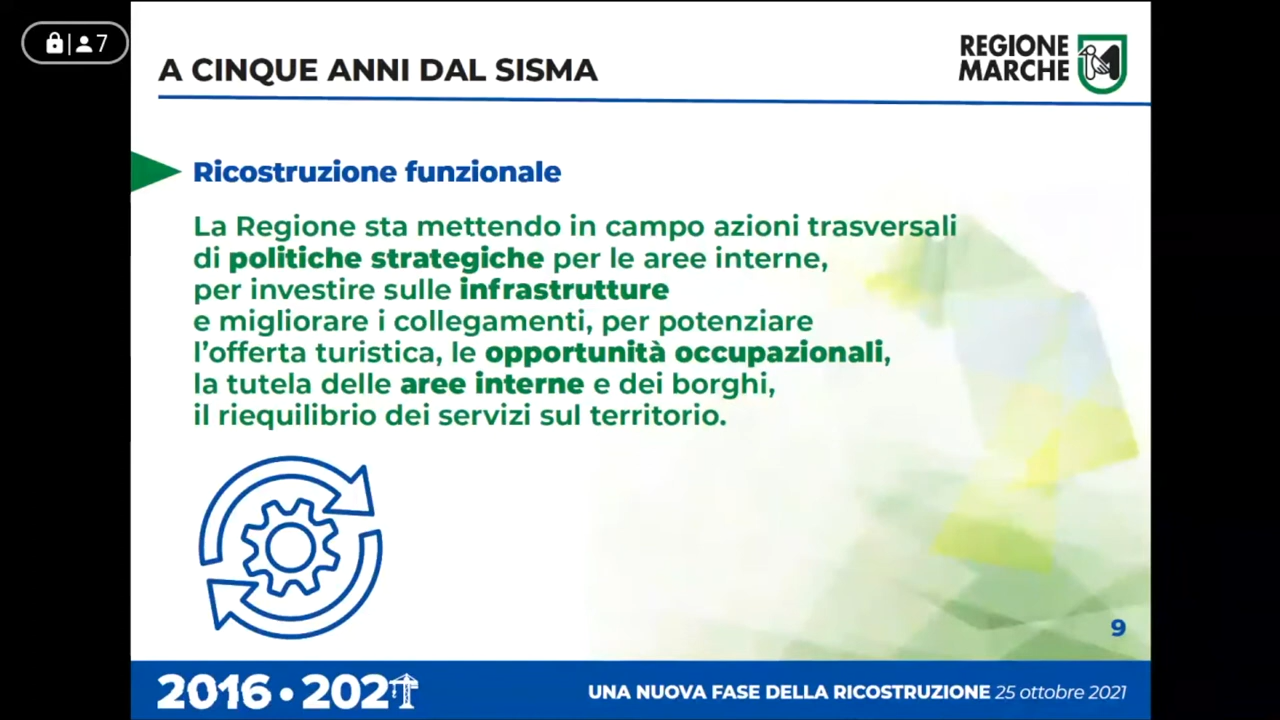 7
A CINQUE ANNI DAL SISMA
REGIONE
MARCHE
Ricostruzione funzionale
La Regione sta mettendo in campo azioni trasversali
di politiche strategiche per le aree interne,
per investire sulle infrastrutture
e migliorare i collegamenti, per potenziare
l'offerta turistica, le opportunità occupazionali,
la tutela delle aree interne e dei borghi,
il riequilibrio dei servizi sul territorio.
9
2016 • 2021
UNA NUOVA FASE DELLA RICOSTRUZIONE 25 ottobre 2021